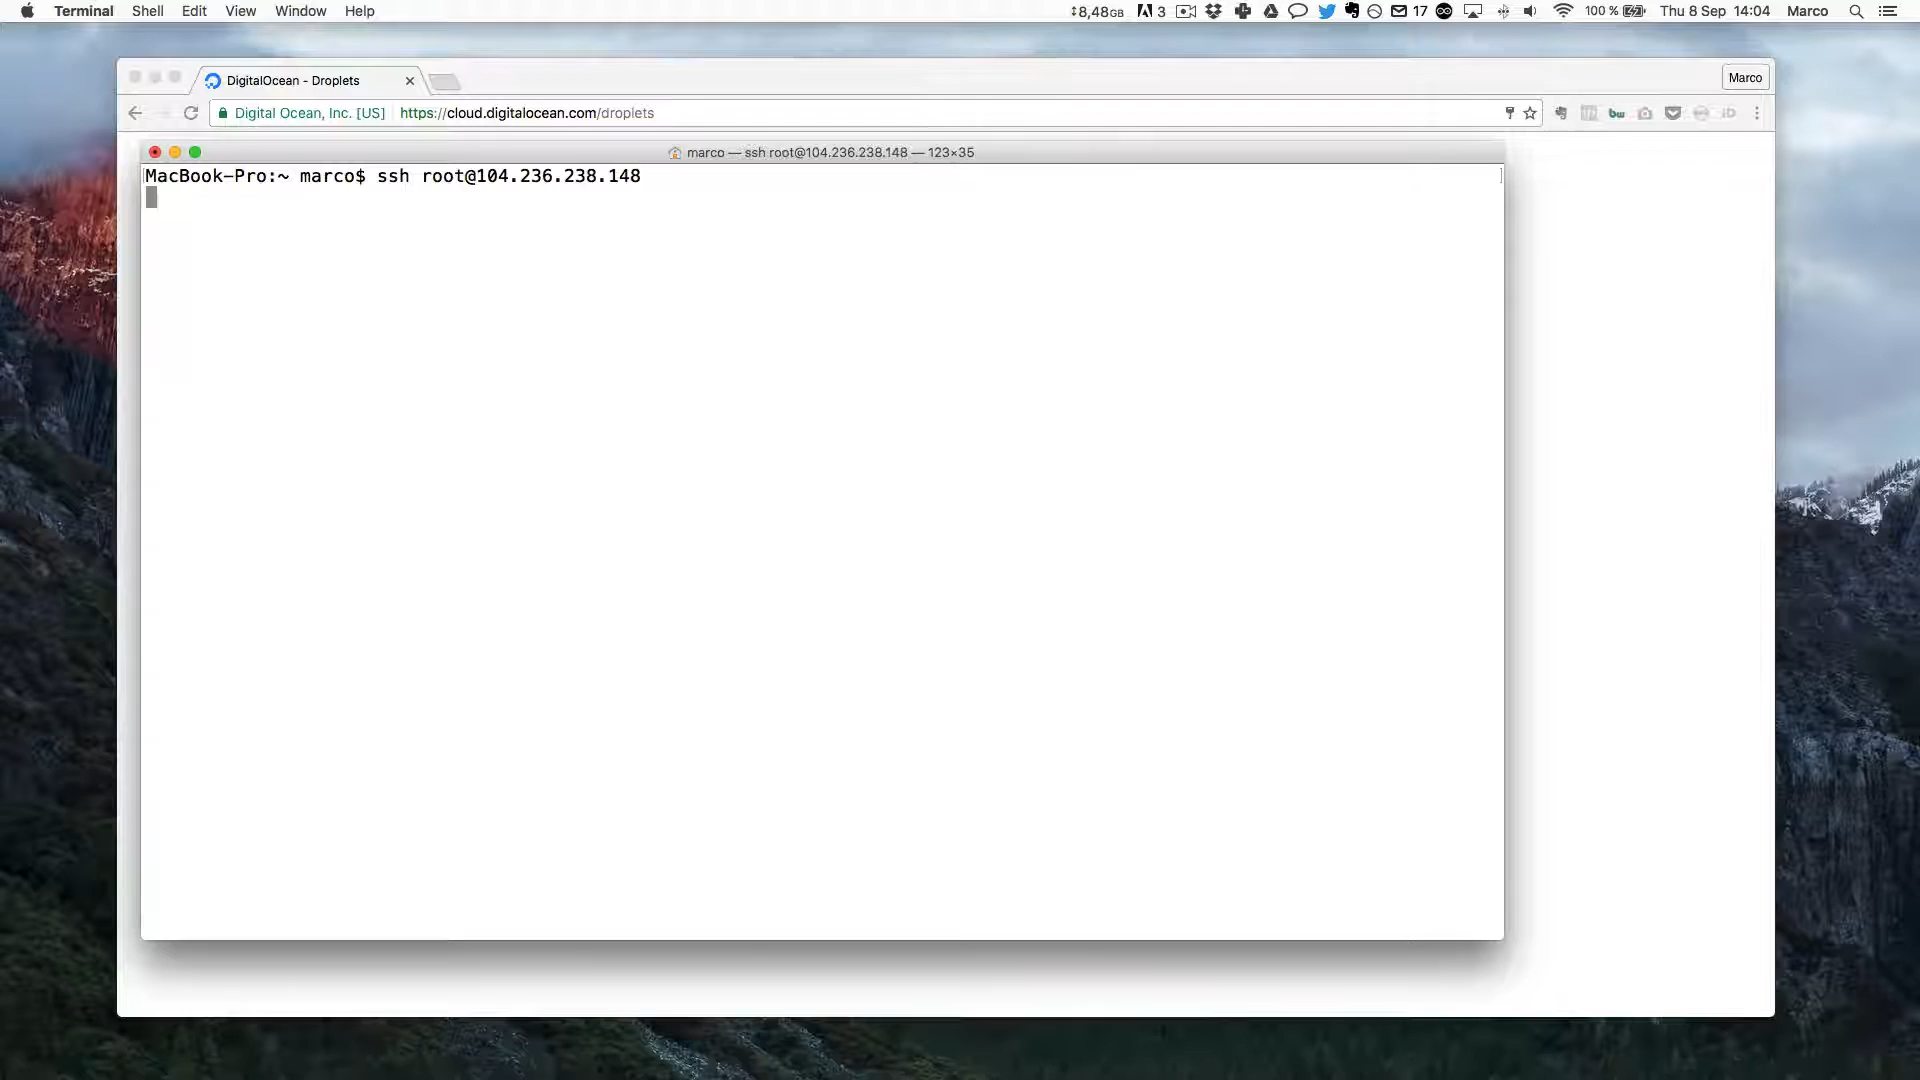 Terminal Shell Edit View Window Help 8,48GB 3 17 100 % Thu 8 Sep 14:04 Marco
DigitalOcean - Droplets Marco
Digital Ocean, Inc. [US] https://cloud.digitalocean.com/droplets bw iD
marco — ssh root@104.236.238.148 — 123×35
MacBook-Pro:~ marco$ ssh root@104.236.238.148